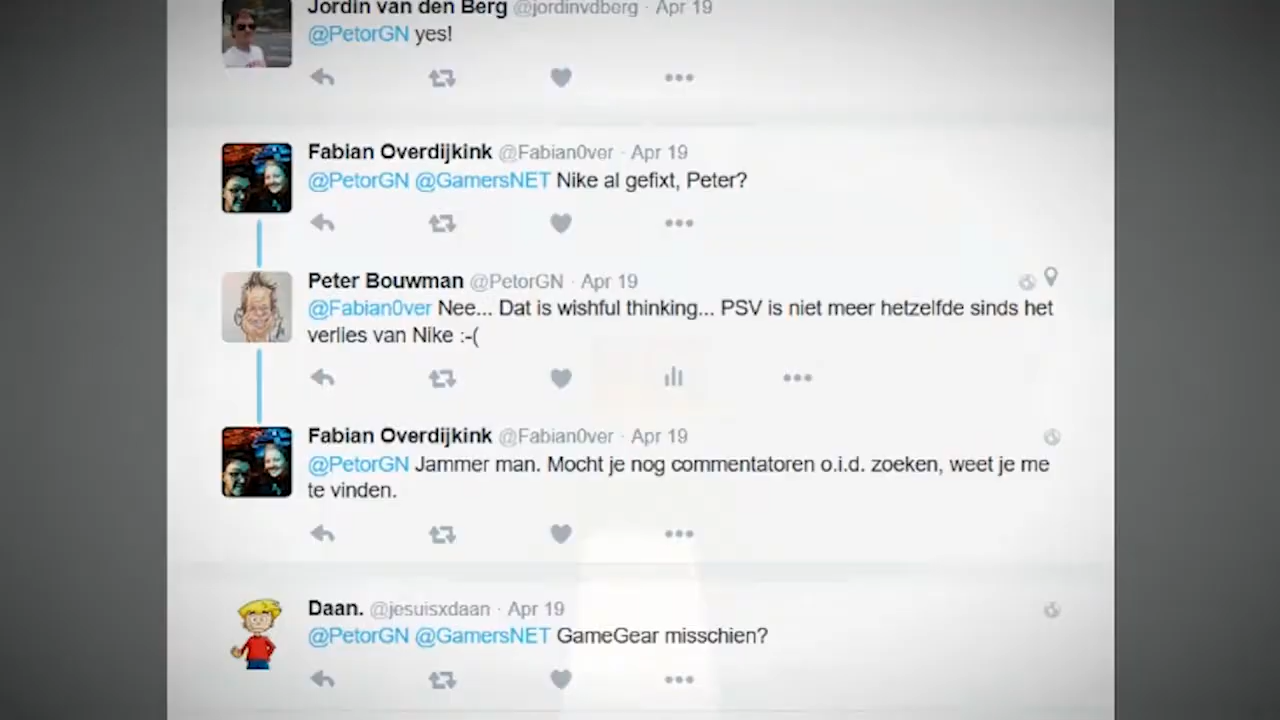 Jordin van den Berg @jordinvdberg · Apr 19
@PetorGN yes!
Fabian Overdijkink @Fabian0ver · Apr 19
@PetorGN @GamersNET Nike al gefixt, Peter?
Peter Bouwman @PetorGN · Apr 19
@Fabian0ver Nee... Dat is wishful thinking... PSV is niet meer hetzelfde sinds het
verlies van Nike :-(
Fabian Overdijkink @Fabian0ver · Apr 19
@PetorGN Jammer man. Mocht je nog commentatoren o.i.d. zoeken, weet je me
te vinden.
Daan. @jesuisxdaan · Apr 19
@PetorGN @GamersNET GameGear misschien?